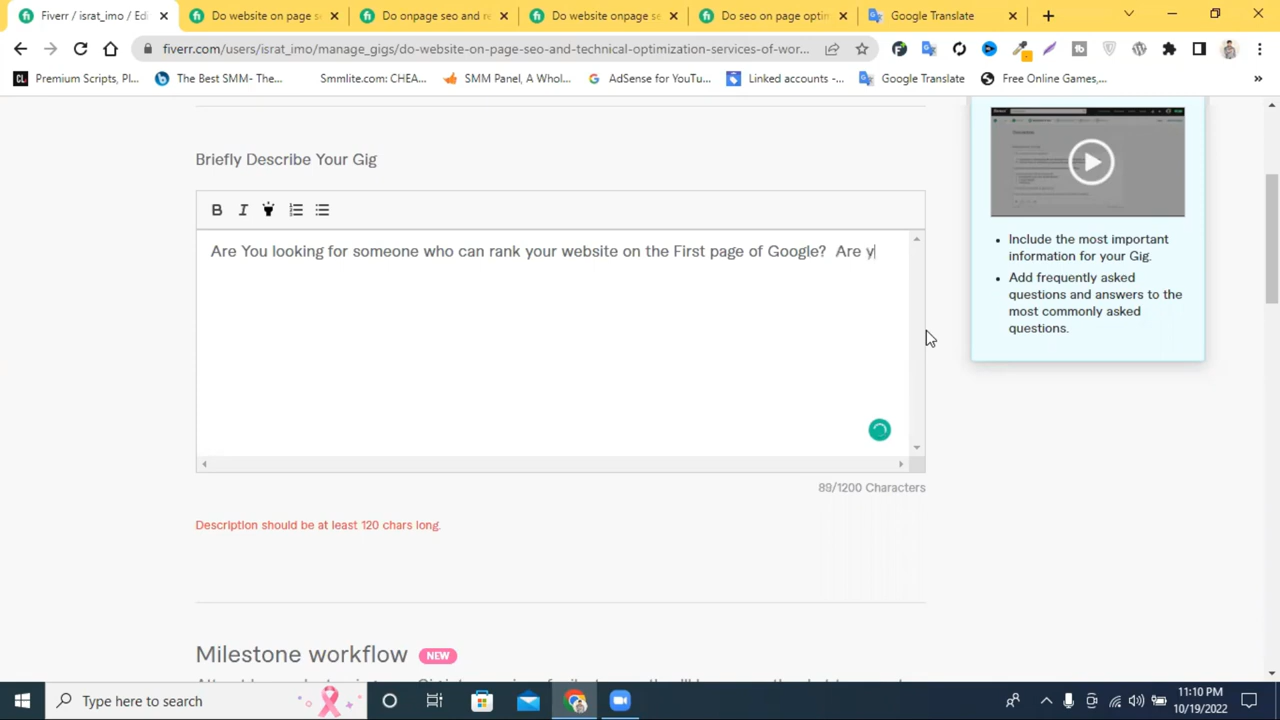 Fiverr / israt_imo / Edi
Do website on page s
Do onpage seo and re
Do website onpage se
Do seo on page optim
Google Translate
fiverr.com/users/israt_imo/manage_gigs/do-website-on-page-seo-and-technical-optimization-services-of-wor...
CL Premium Scripts, Pl...
The Best SMM- The...
Smmlite.com: CHEA...
SMM Panel, A Whol...
AdSense for YouTu...
Linked accounts -...
Google Translate
Free Online Games,...
»
Briefly Describe Your Gig
B I
Are You looking for someone who can rank your website on the First page of Google?  Are y
89/1200 Characters
Description should be at least 120 chars long.
Include the most important
information for your Gig.
Add frequently asked
questions and answers to the
most commonly asked
questions.
Milestone workflow NEW
Type here to search
11:10 PM
10/19/2022